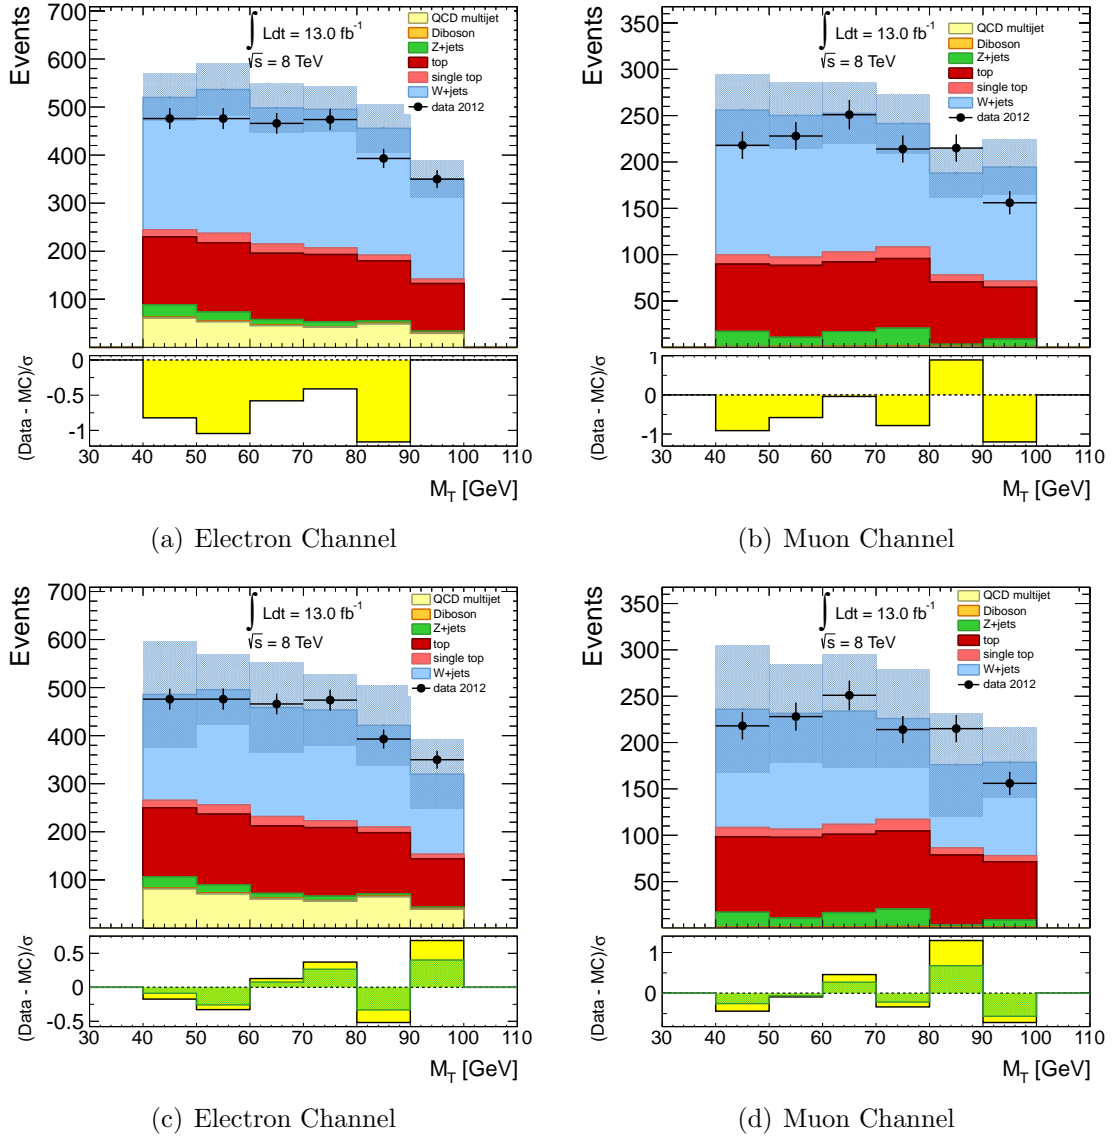 Events
700
600
500
400
300
200
100
∫ Ldt = 13.0 fb⁻¹
√s = 8 TeV
QCD multijet
Diboson
Z+jets
top
single top
W+jets
data 2012
(Data - MC)/σ
0
-0.5
-1
30 40 50 60 70 80 90 100 110
M_T [GeV]
(a) Electron Channel
Events
350
300
250
200
150
100
50
∫ Ldt = 13.0 fb⁻¹
√s = 8 TeV
QCD multijet
Diboson
Z+jets
top
single top
W+jets
data 2012
(Data - MC)/σ
1
0
-1
30 40 50 60 70 80 90 100 110
M_T [GeV]
(b) Muon Channel
Events
700
600
500
400
300
200
100
∫ Ldt = 13.0 fb⁻¹
√s = 8 TeV
QCD multijet
Diboson
Z+jets
top
single top
W+jets
data 2012
(Data - MC)/σ
0.5
0
-0.5
30 40 50 60 70 80 90 100 110
M_T [GeV]
(c) Electron Channel
Events
350
300
250
200
150
100
50
∫ Ldt = 13.0 fb⁻¹
√s = 8 TeV
QCD multijet
Diboson
Z+jets
top
single top
W+jets
data 2012
(Data - MC)/σ
1
0
30 40 50 60 70 80 90 100 110
M_T [GeV]
(d) Muon Channel